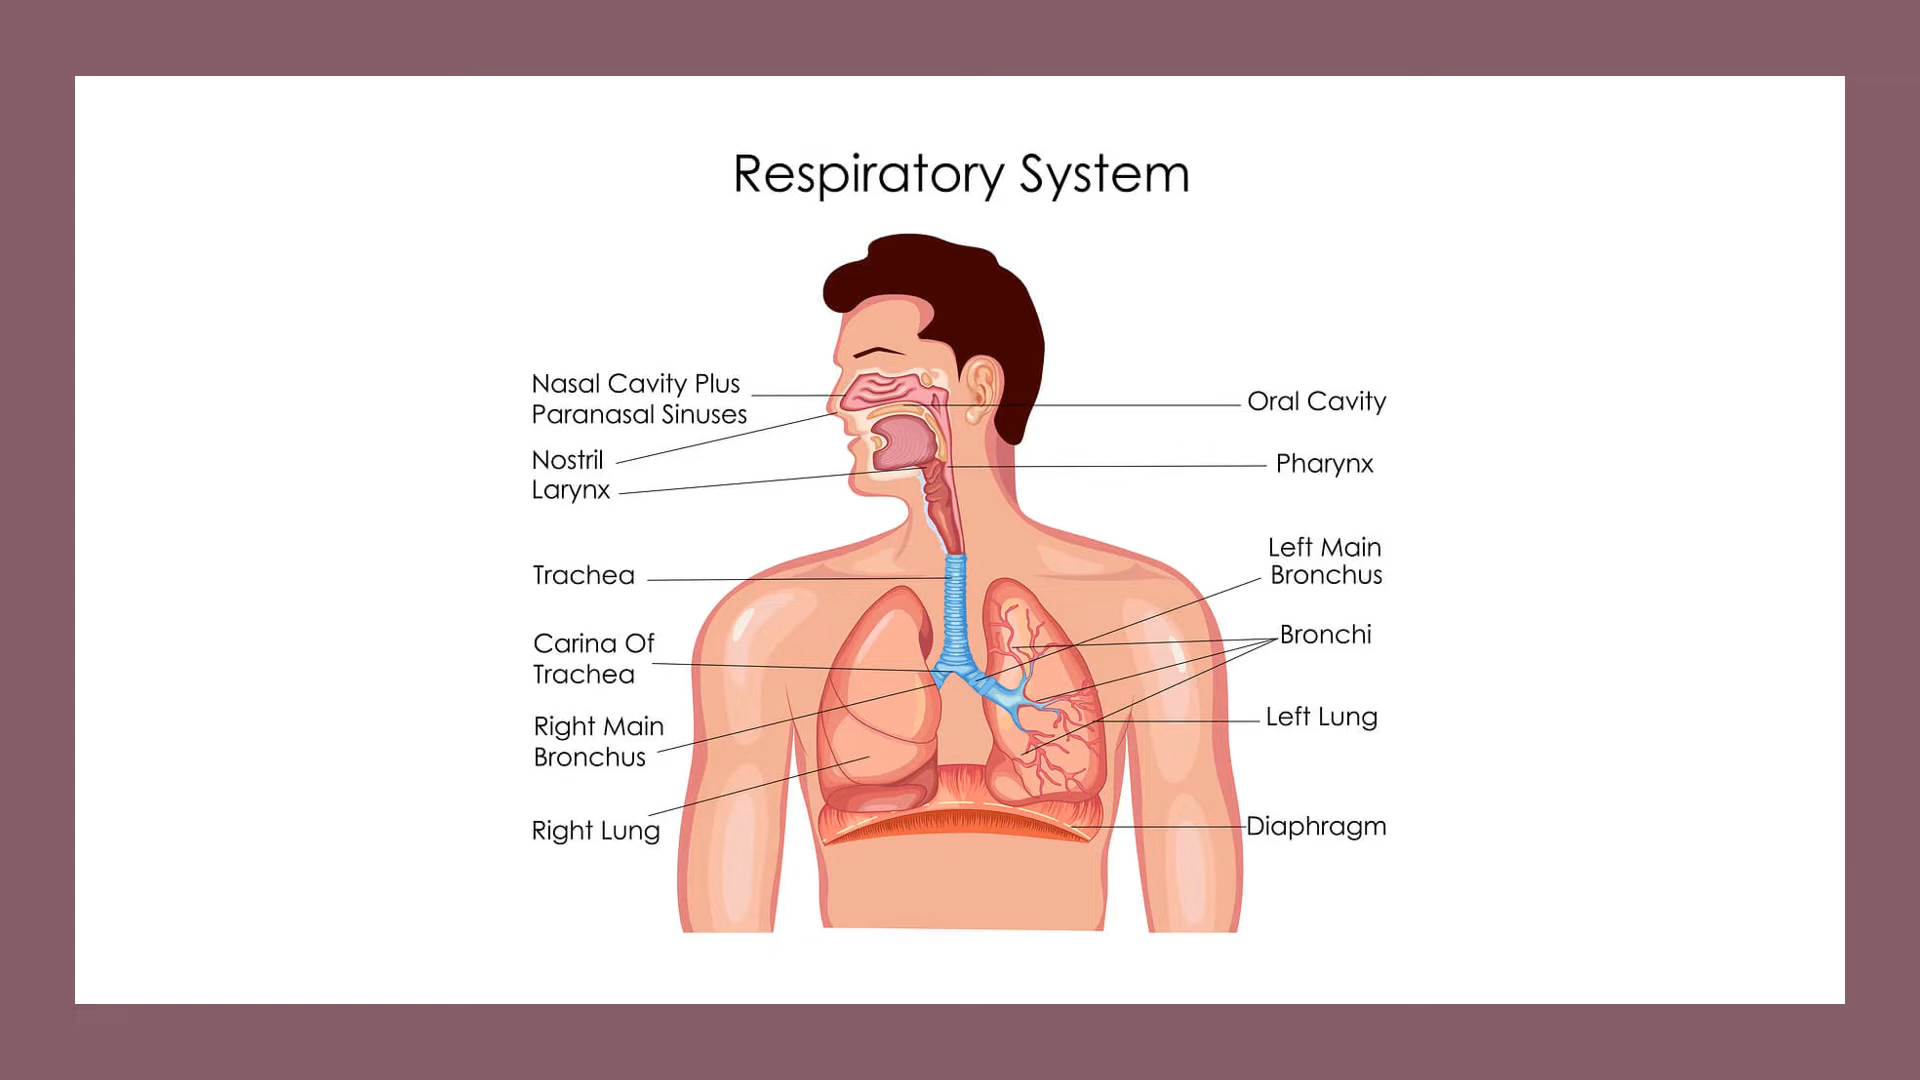 Respiratory System
Nasal Cavity Plus
Paranasal Sinuses
Nostril
Larynx
Trachea
Carina Of
Trachea
Right Main
Bronchus
Right Lung
Oral Cavity
Pharynx
Left Main
Bronchus
Bronchi
Left Lung
Diaphragm